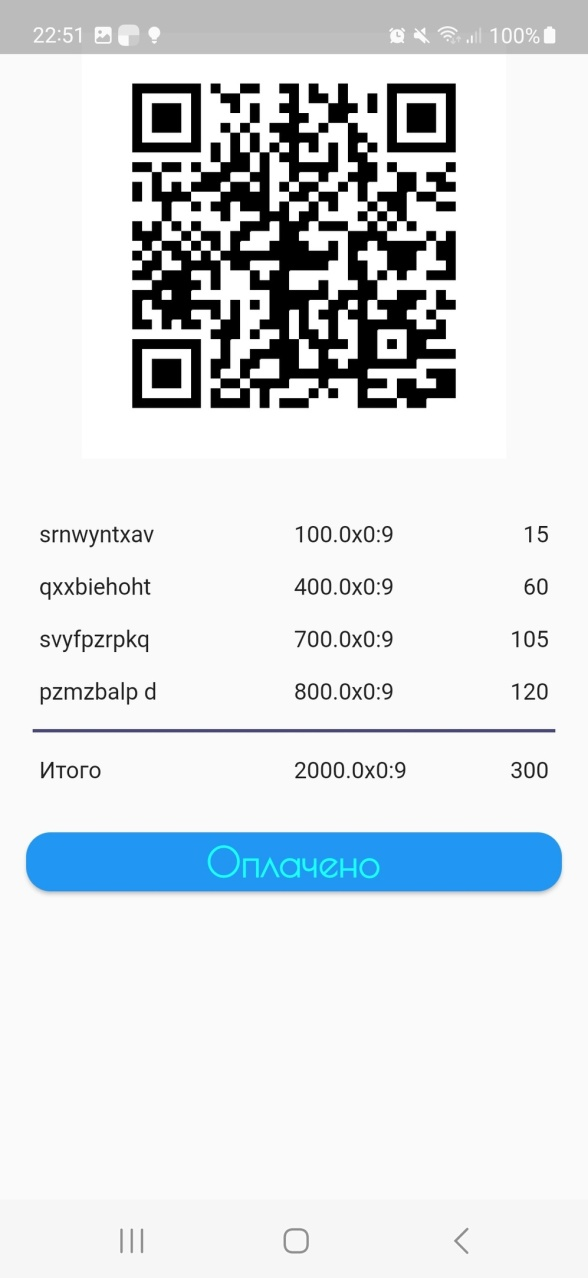 22:51 100%
srnwyntxav 100.0x0:9 15
qxxbiehoht 400.0x0:9 60
svyfpzrpkq 700.0x0:9 105
pzmzbalp d 800.0x0:9 120
Итого 2000.0x0:9 300
Оплачено